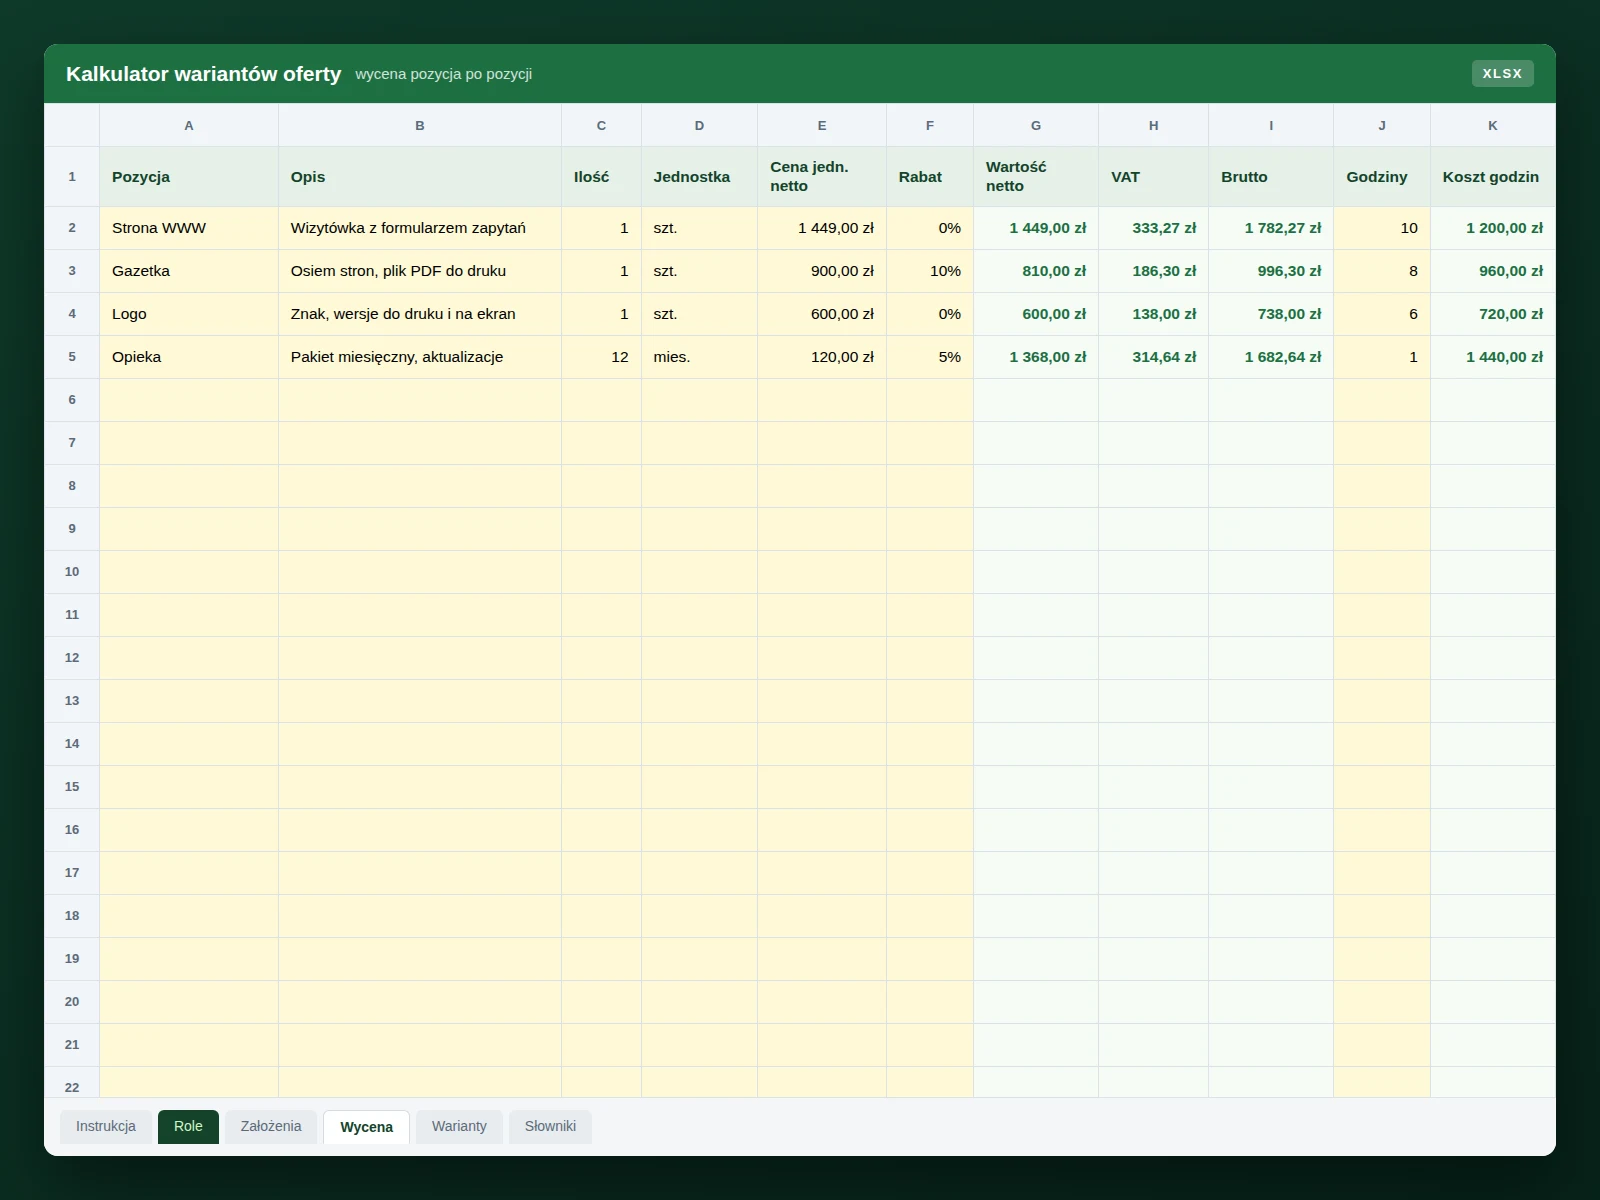 Kalkulator wariantów oferty wycena pozycja po pozycji XLSX
A B C D E F G H I J K
1 Pozycja Opis Ilość Jednostka Cena jedn. netto Rabat Wartość netto VAT Brutto Godziny Koszt godzin
2 Strona WWW Wizytówka z formularzem zapytań 1 szt. 1 449,00 zł 0% 1 449,00 zł 333,27 zł 1 782,27 zł 10 1 200,00 zł
3 Gazetka Osiem stron, plik PDF do druku 1 szt. 900,00 zł 10% 810,00 zł 186,30 zł 996,30 zł 8 960,00 zł
4 Logo Znak, wersje do druku i na ekran 1 szt. 600,00 zł 0% 600,00 zł 138,00 zł 738,00 zł 6 720,00 zł
5 Opieka Pakiet miesięczny, aktualizacje 12 mies. 120,00 zł 5% 1 368,00 zł 314,64 zł 1 682,64 zł 1 1 440,00 zł
6
7
8
9
10
11
12
13
14
15
16
17
18
19
20
21
22
Instrukcja Role Założenia Wycena Warianty Słowniki